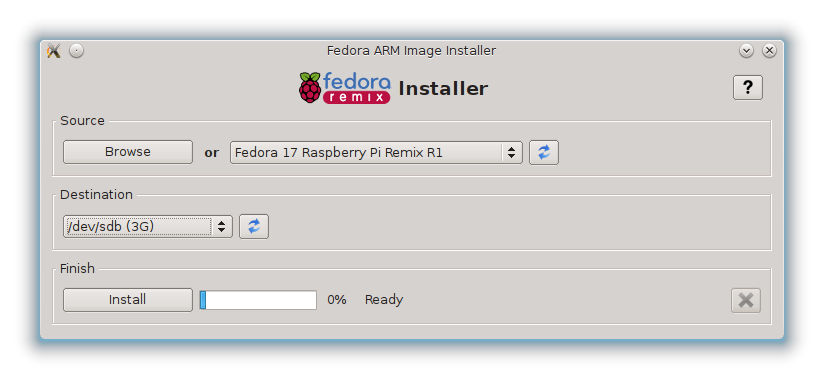 Fedora ARM Image Installer
fedora Installer
remix
?
Source
Browse or Fedora 17 Raspberry Pi Remix R1
Destination
/dev/sdb (3G)
Finish
Install 0% Ready